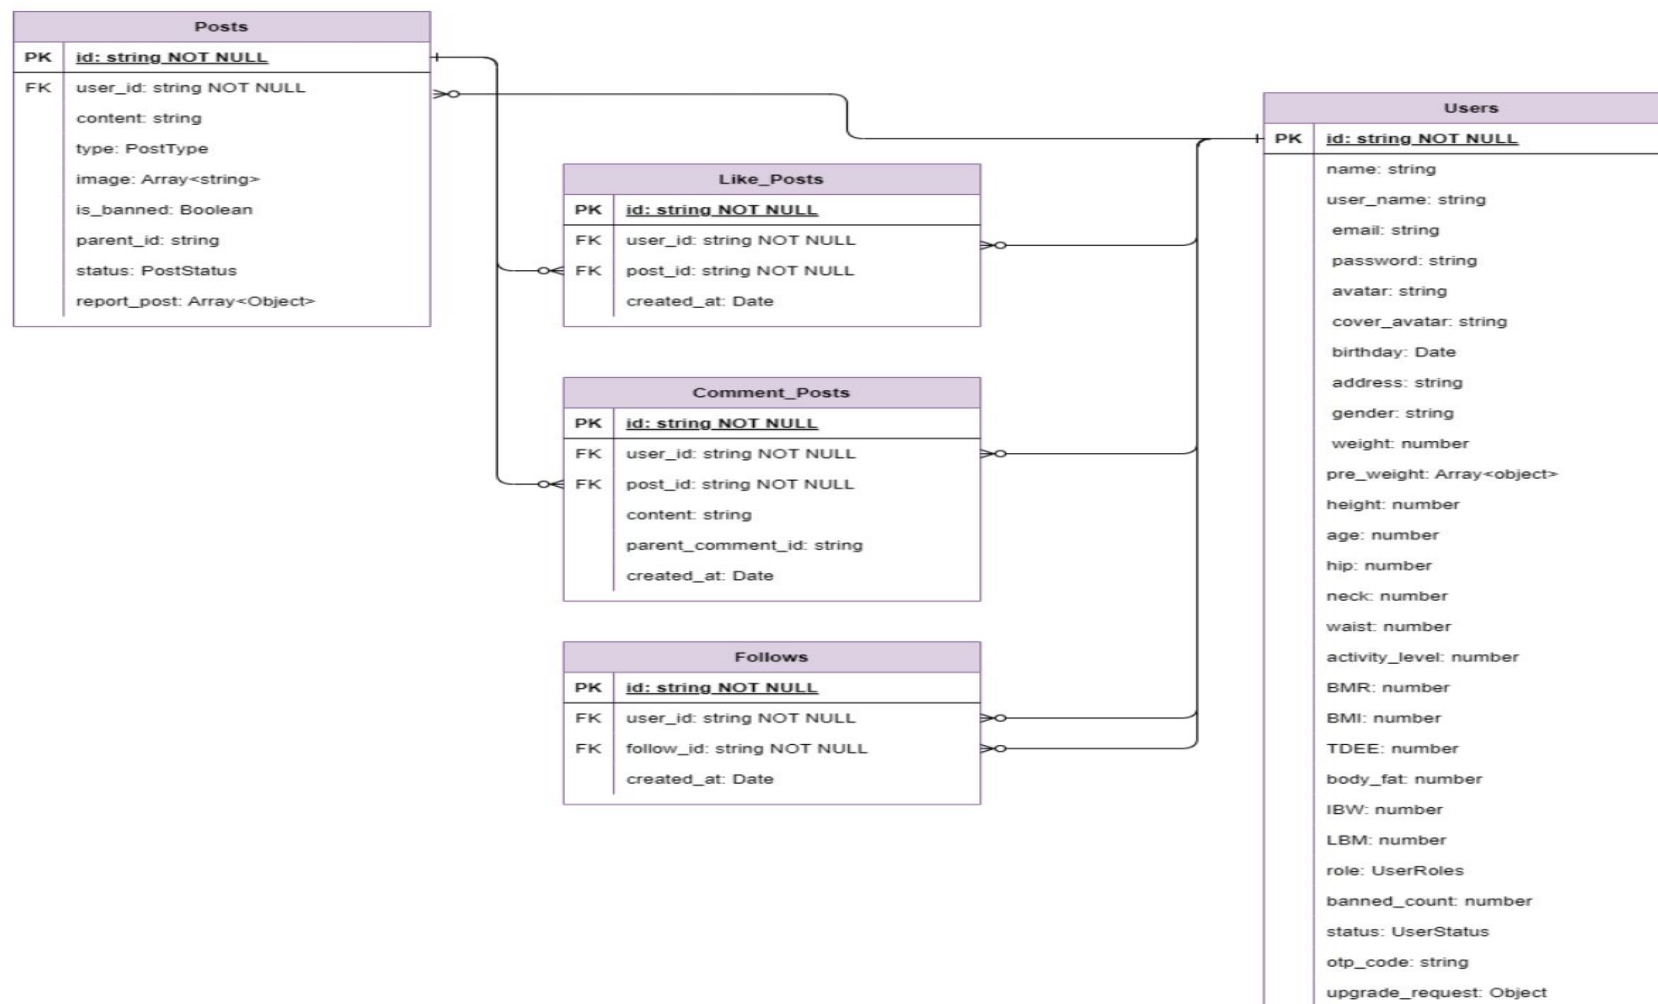 Posts
PK id: string NOT NULL
FK user_id: string NOT NULL
content: string
type: PostType
image: Array<string>
is_banned: Boolean
parent_id: string
status: PostStatus
report_post: Array<Object>
Like_Posts
PK id: string NOT NULL
FK user_id: string NOT NULL
FK post_id: string NOT NULL
created_at: Date
Comment_Posts
PK id: string NOT NULL
FK user_id: string NOT NULL
FK post_id: string NOT NULL
content: string
parent_comment_id: string
created_at: Date
Follows
PK id: string NOT NULL
FK user_id: string NOT NULL
FK follow_id: string NOT NULL
created_at: Date
Users
PK id: string NOT NULL
name: string
user_name: string
email: string
password: string
avatar: string
cover_avatar: string
birthday: Date
address: string
gender: string
weight: number
pre_weight: Array<object>
height: number
age: number
hip: number
neck: number
waist: number
activity_level: number
BMR: number
BMI: number
TDEE: number
body_fat: number
IBW: number
LBM: number
role: UserRoles
banned_count: number
status: UserStatus
otp_code: string
upgrade_request: Object